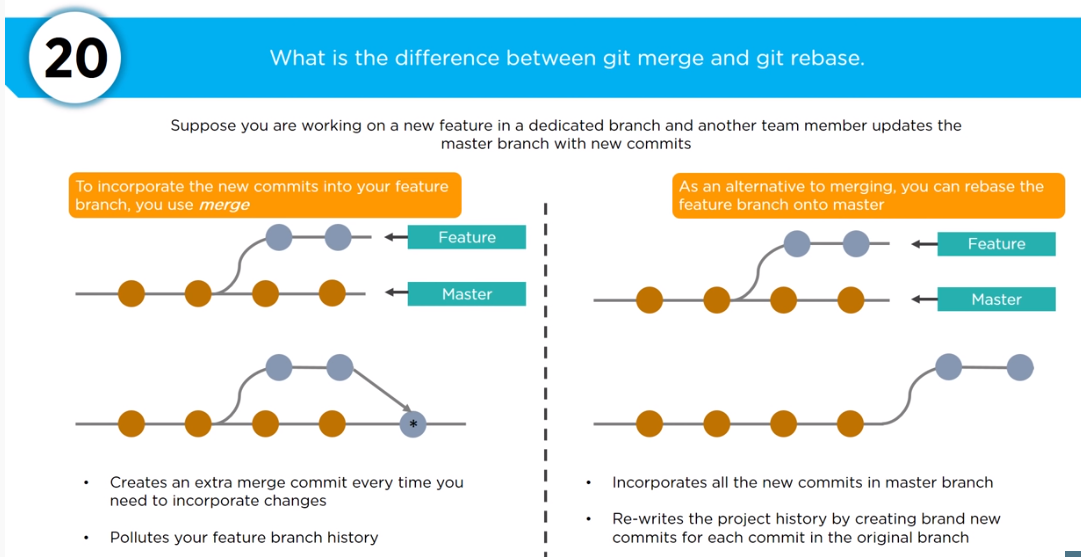 20
What is the difference between git merge and git rebase.
Suppose you are working on a new feature in a dedicated branch and another team member updates the
master branch with new commits
To incorporate the new commits into your feature
branch, you use merge
Feature
Master
*
• Creates an extra merge commit every time you
need to incorporate changes
• Pollutes your feature branch history
As an alternative to merging, you can rebase the
feature branch onto master
Feature
Master
• Incorporates all the new commits in master branch
• Re-writes the project history by creating brand new
commits for each commit in the original branch